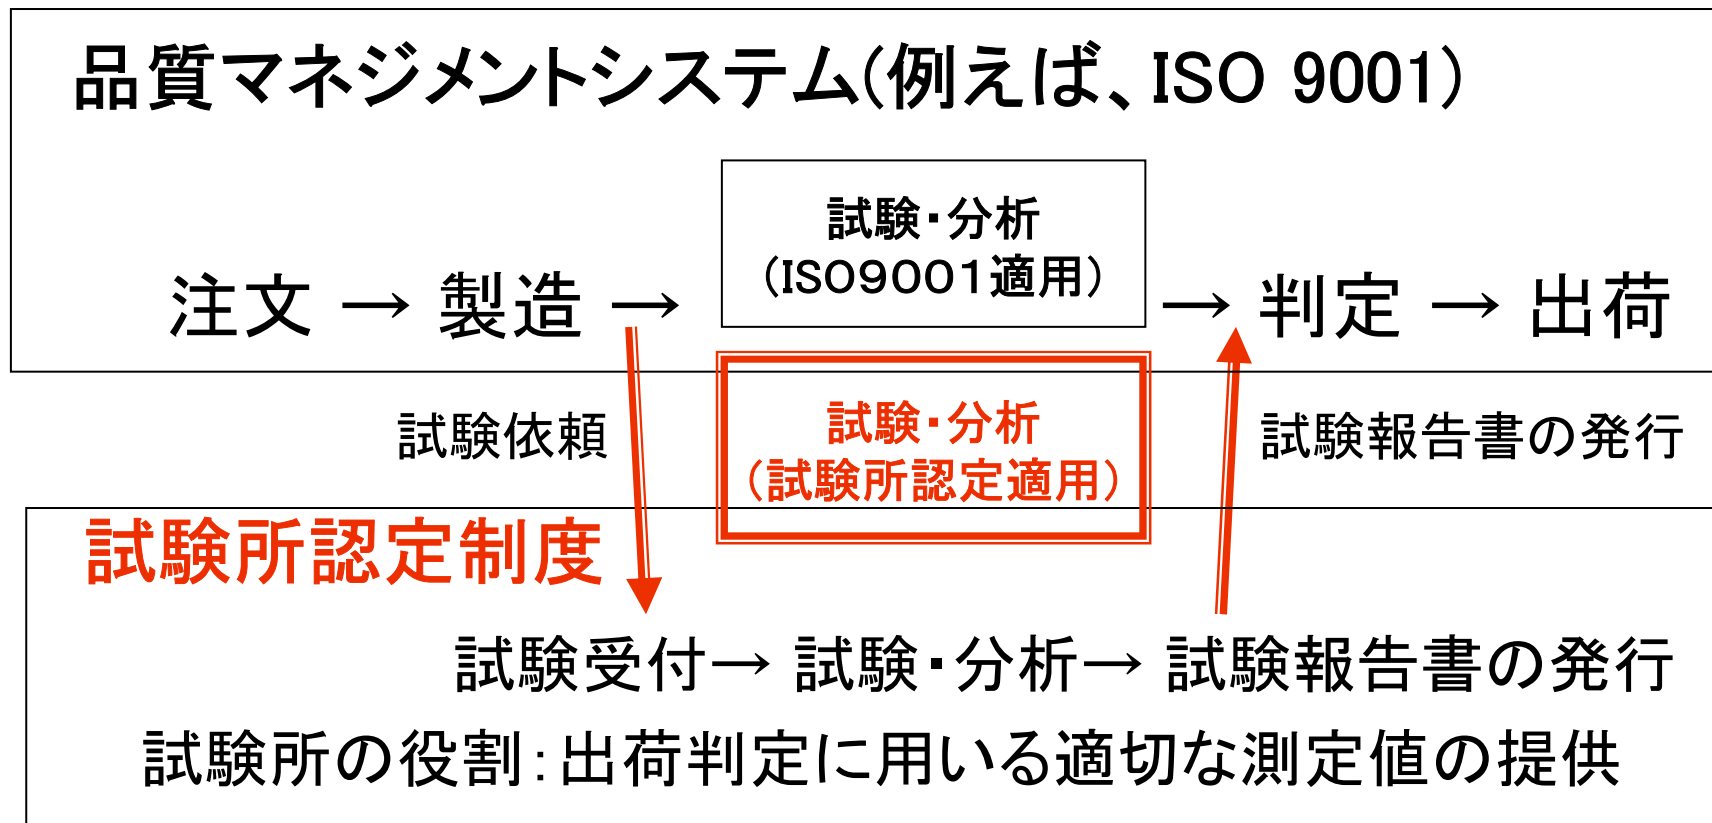 品質マネジメントシステム(例えば、ISO 9001)
試験・分析
(ISO9001適用)
注文 → 製造 → → 判定 → 出荷
試験依頼
試験・分析
(試験所認定適用)
試験報告書の発行
試験所認定制度
試験受付→ 試験・分析→ 試験報告書の発行
試験所の役割:出荷判定に用いる適切な測定値の提供